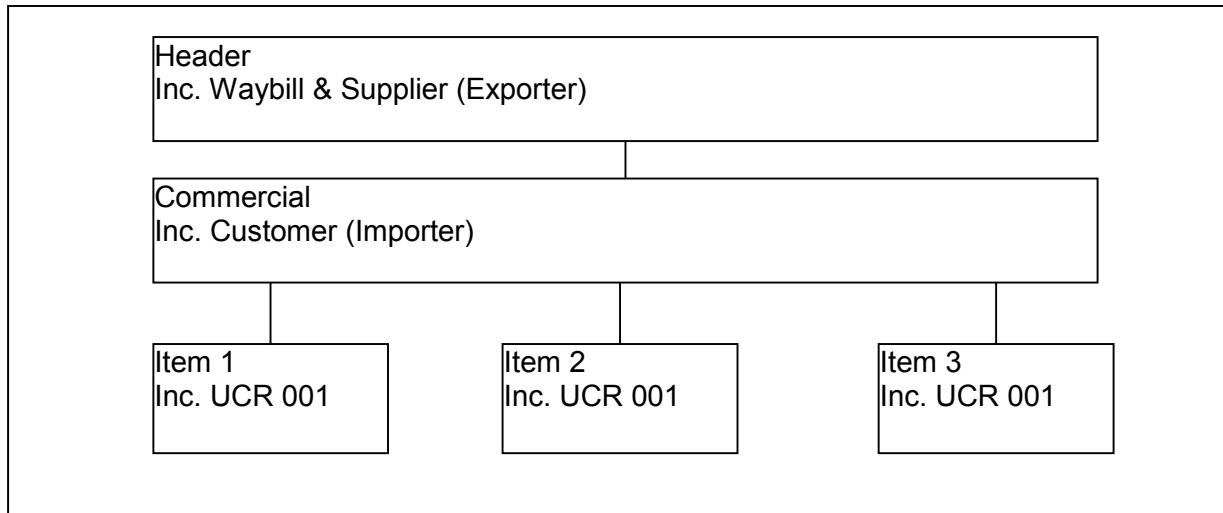 Header
Inc. Waybill & Supplier (Exporter)
Commercial
Inc. Customer (Importer)
Item 1
Inc. UCR 001
Item 2
Inc. UCR 001
Item 3
Inc. UCR 001